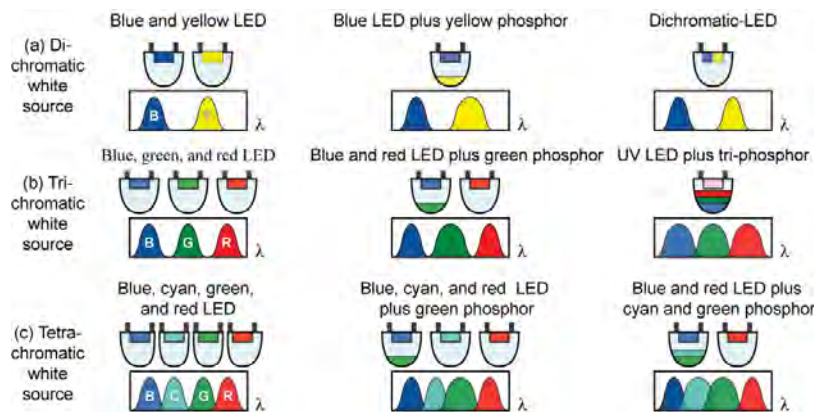 Blue and yellow LED
Blue LED plus yellow phosphor
Dichromatic-LED
(a) Di-
chromatic
white
source
B
λ
λ
λ
Blue, green, and red LED
Blue and red LED plus green phosphor
UV LED plus tri-phosphor
(b) Tri-
chromatic
white
source
B G R
λ
λ
λ
Blue, cyan, green,
and red LED
Blue, cyan, and red LED
plus green phosphor
Blue and red LED plus
cyan and green phosphor
(c) Tetra-
chromatic
white
source
B C G R
λ
λ
λ